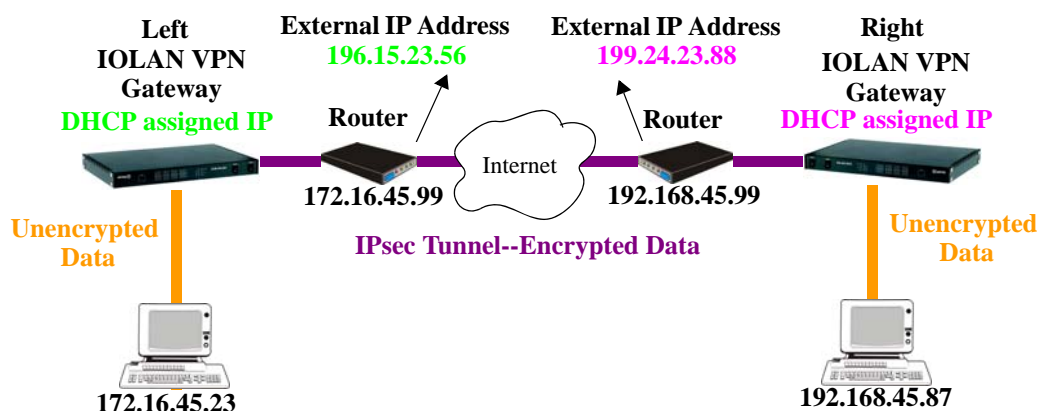 Left
IOLAN VPN
Gateway
DHCP assigned IP
External IP Address
196.15.23.56
External IP Address
199.24.23.88
Right
IOLAN VPN
Gateway
DHCP assigned IP
Router
Internet
Router
172.16.45.99
192.168.45.99
Unencrypted
Data
IPsec Tunnel--Encrypted Data
Unencrypted
Data
172.16.45.23
192.168.45.87